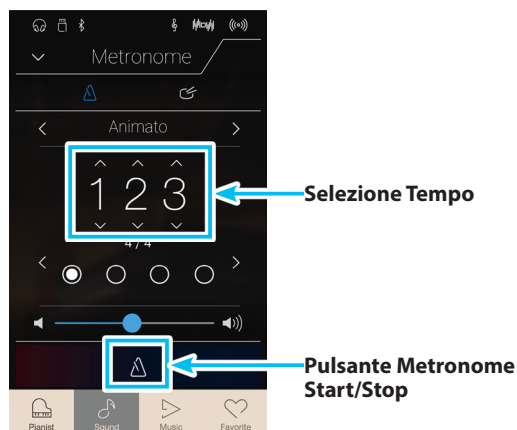 Metronome
Animato
1 2 3
Selezione Tempo
4 / 4
Pulsante Metronome
Start/Stop
Pianist Sound Music Favorite